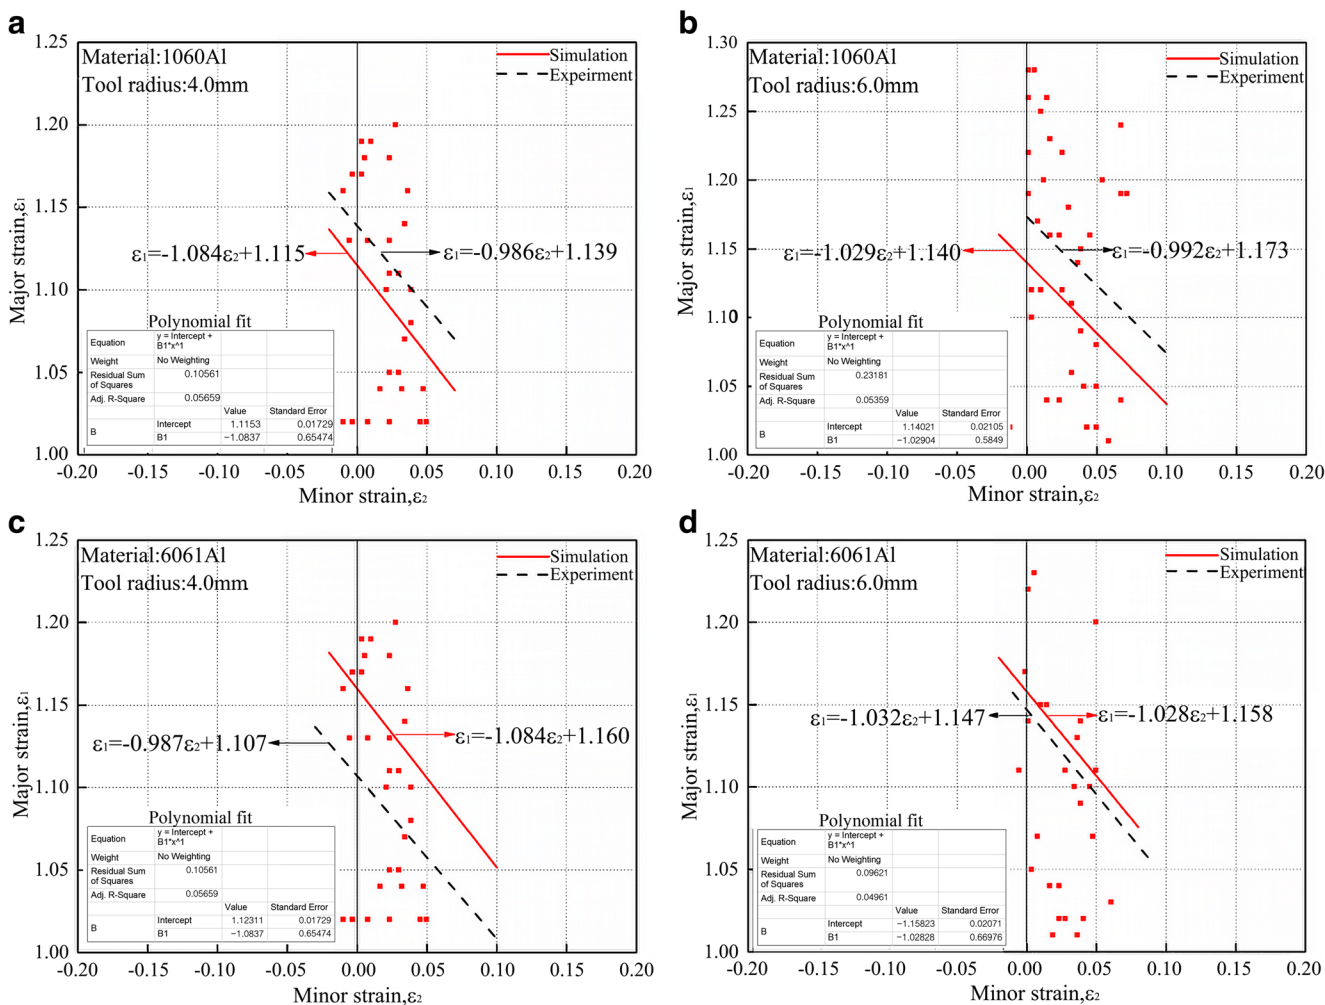 a
1.25
1.20
1.15
1.10
1.05
1.00
Major strain,ε1
Material:1060Al
Tool radius:4.0mm
Simulation
Expeirment
ε1=-1.084ε2+1.115
ε1=-0.986ε2+1.139
Polynomial fit
Equation y = Intercept + B1*x^1
Weight No Weighting
Residual Sum of Squares 0.10561
Adj. R-Square 0.05659
Value Standard Error
B Intercept 1.1153 0.01729
B1 −1.0837 0.65474
-0.20 -0.15 -0.10 -0.05 0.00 0.05 0.10 0.15 0.20
Minor strain,ε2
b
1.30
1.25
1.20
1.15
1.10
1.05
1.00
Major strain,ε1
Material:1060Al
Tool radius:6.0mm
Simulation
Experiment
ε1=-1.029ε2+1.140
ε1=-0.992ε2+1.173
Polynomial fit
Equation y = Intercept + B1*x^1
Weight No Weighting
Residual Sum of Squares 0.23181
Adj. R-Square 0.05359
Value Standard Error
B Intercept 1.14021 0.02105
B1 −1.02904 0.5849
-0.20 -0.15 -0.10 -0.05 0.00 0.05 0.10 0.15 0.20
Minor strain,ε2
c
1.25
1.20
1.15
1.10
1.05
1.00
Major strain,ε1
Material:6061Al
Tool radius:4.0mm
Simulation
Experiment
ε1=-0.987ε2+1.107
ε1=-1.084ε2+1.160
Polynomial fit
Equation y = Intercept + B1*x^1
Weight No Weighting
Residual Sum of Squares 0.10561
Adj. R-Square 0.05659
Value Standard Error
B Intercept 1.12311 0.01729
B1 −1.0837 0.65474
-0.20 -0.15 -0.10 -0.05 0.00 0.05 0.10 0.15 0.20
Minor strain,ε2
d
1.25
1.20
1.15
1.10
1.05
1.00
Major strain,ε1
Material:6061Al
Tool radius:6.0mm
Simulation
Experiment
ε1=-1.032ε2+1.147
ε1=-1.028ε2+1.158
Polynomial fit
Equation y = Intercept + B1*x^1
Weight No Weighting
Residual Sum of Squares 0.09621
Adj. R-Square 0.04961
Value Standard Error
B Intercept −1.15823 0.02071
B1 −1.02828 0.66976
-0.20 -0.15 -0.10 -0.05 0.00 0.05 0.10 0.15 0.20
Minor strain,ε2